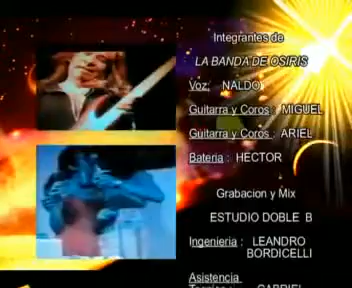 Integrantes de
LA BANDA DE OSIRIS
Voz: NALDO
Guitarra y Coros : MIGUEL
Guitarra y Coros : ARIEL
Bateria : HECTOR
Grabacion y Mix
ESTUDIO DOBLE B
Ingenieria : LEANDRO
BORDICELLI
Asistencia